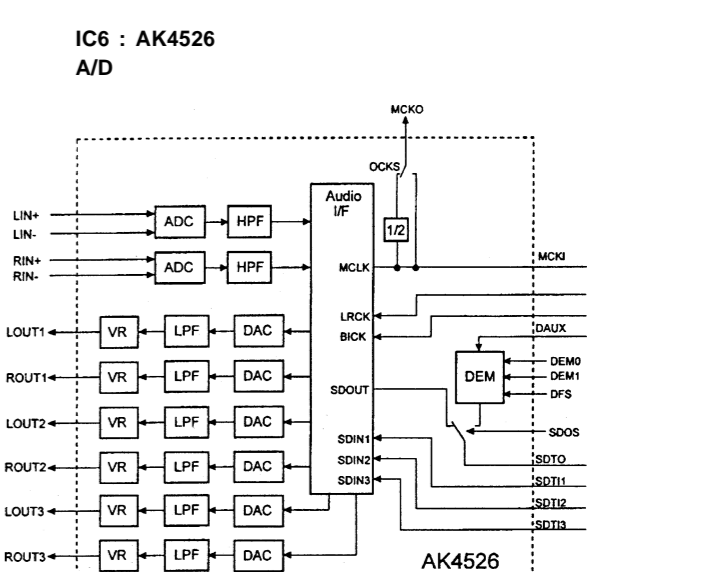 IC6 : AK4526
A/D
MCKO
OCKS
Audio
I/F
LIN+
LIN-
ADC HPF
1/2
RIN+
RIN-
ADC HPF
MCLK
MCKI
LRCK
BICK
DAUX
LOUT1 VR LPF DAC
DEM
DEM0
DEM1
DFS
ROUT1 VR LPF DAC
SDOUT
LOUT2 VR LPF DAC
SDOS
SDIN1
SDTO
ROUT2 VR LPF DAC
SDIN2
SDTI1
SDIN3
SDTI2
LOUT3 VR LPF DAC
SDTI3
ROUT3 VR LPF DAC
AK4526